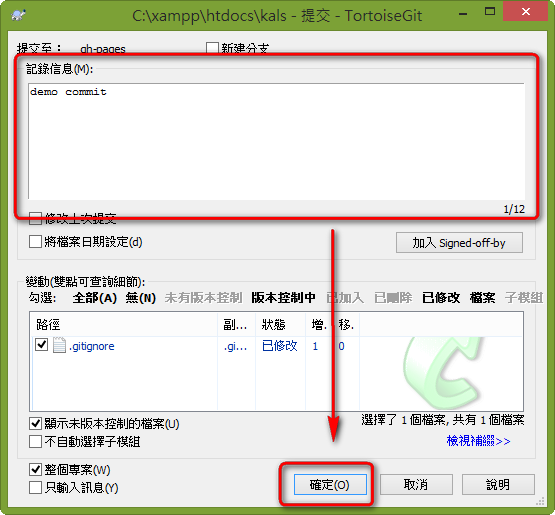 C:\xampp\htdocs\kals - 提交 - TortoiseGit
提交至： gh-pages 新建分支
記錄信息(M):
demo commit
1/12
修改上次提交
將檔案日期設定(d) 加入 Signed-off-by
變動(雙點可查詢細節):
勾選: 全部(A) 無(N) 未有版本控制 版本控制中 已加入 已刪除 已修改 檔案 子模組
路徑 副... 狀態 增. 移.
.gitignore .gi... 已修改 1 0
顯示未版本控制的檔案(U) 選擇了 1 個檔案, 共有 1 個檔案
不自動選擇子模組 檢視補綴>>
整個專案(W)
只輸入訊息(Y) 確定(O) 取消 說明